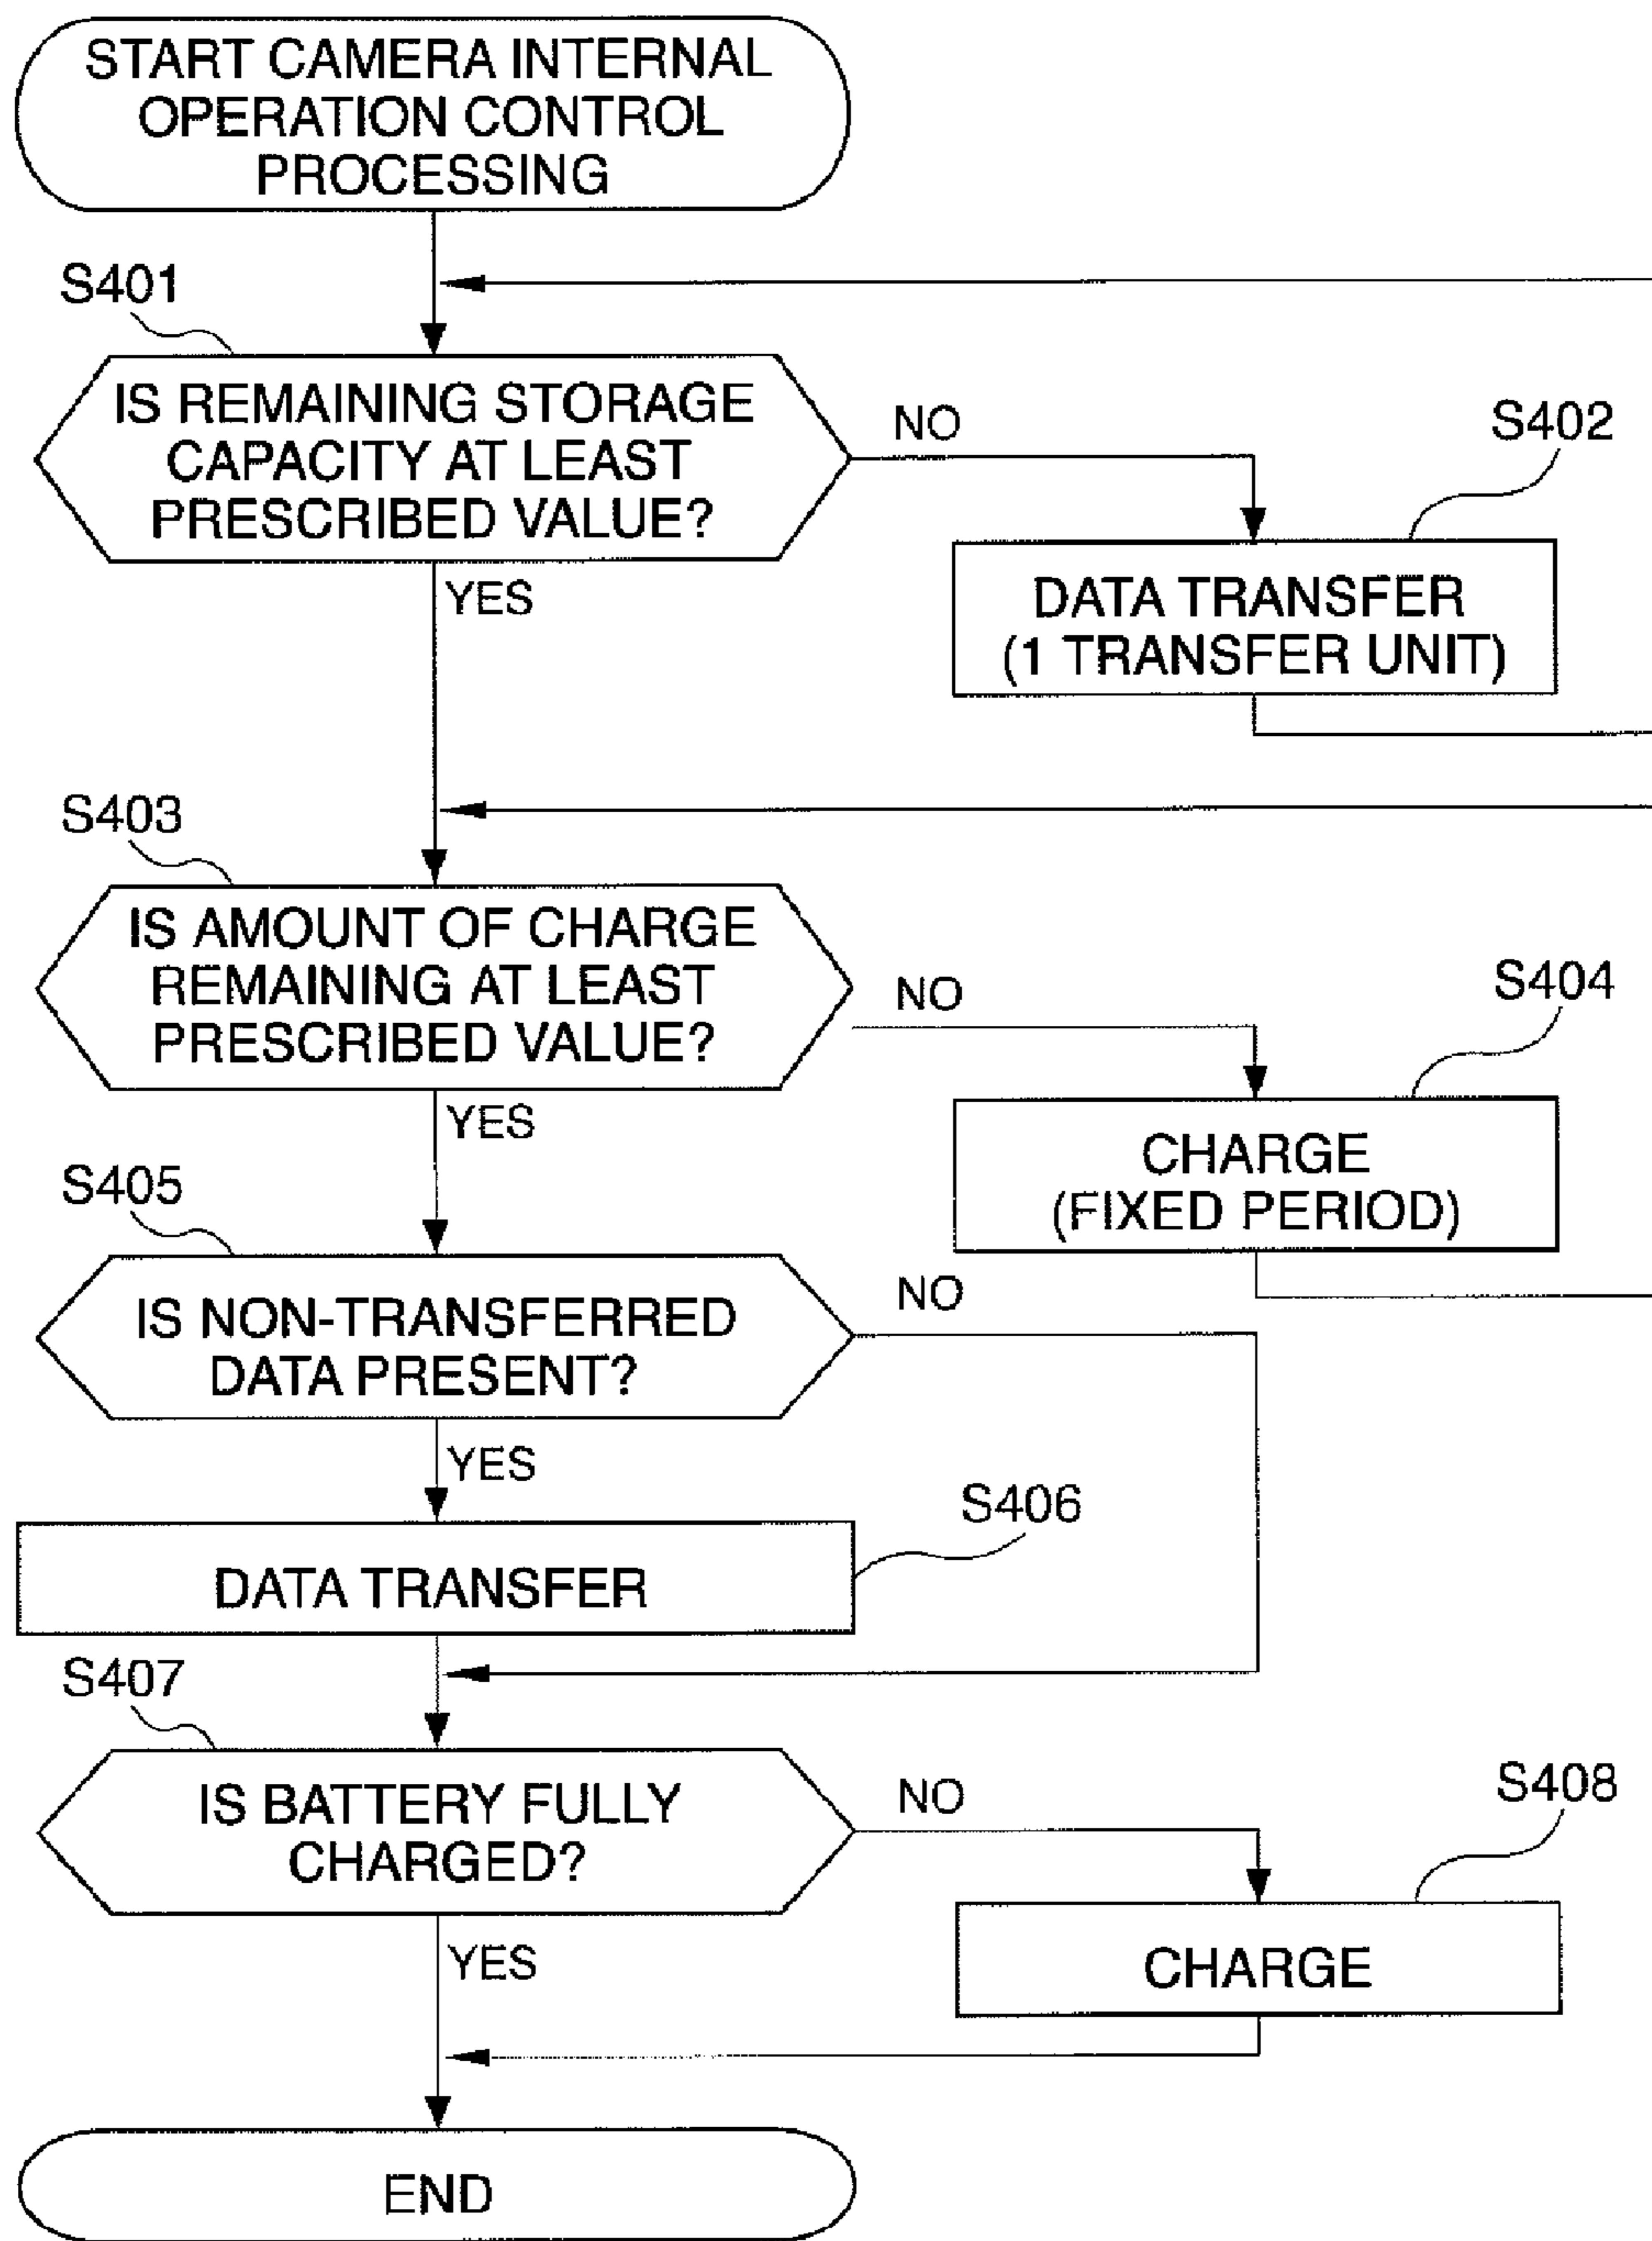 START CAMERA INTERNAL
OPERATION CONTROL
PROCESSING
S401
IS REMAINING STORAGE
CAPACITY AT LEAST
PRESCRIBED VALUE?
NO
S402
YES
DATA TRANSFER
(1 TRANSFER UNIT)
S403
IS AMOUNT OF CHARGE
REMAINING AT LEAST
PRESCRIBED VALUE?
NO
S404
YES
CHARGE
(FIXED PERIOD)
S405
IS NON-TRANSFERRED
DATA PRESENT?
NO
YES
S406
DATA TRANSFER
S407
IS BATTERY FULLY
CHARGED?
NO
S408
YES
CHARGE
END